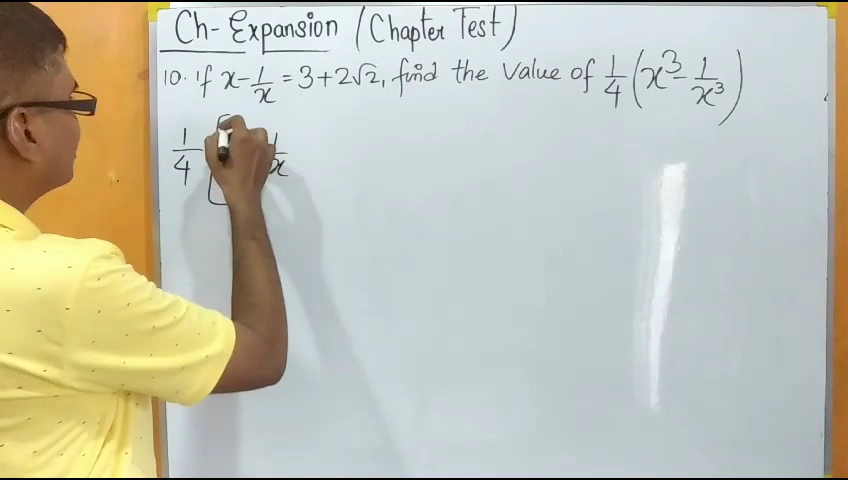 Ch- Expansion (Chapter Test)
10. If x - 1/x = 3+2√2, find the value of 1/4 (x³ - 1/x³)
1/4 [ 1/x